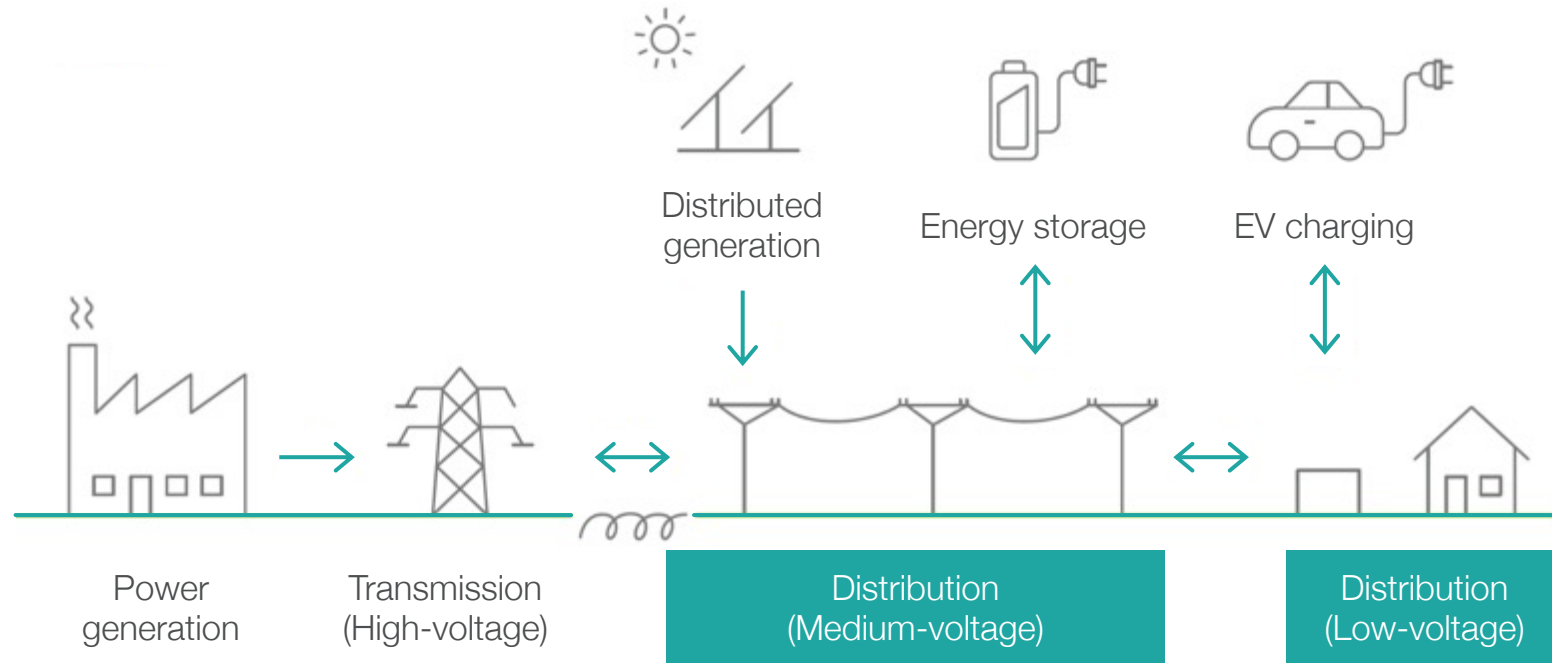 Distributed
generation
Energy storage
EV charging
Power
generation
Transmission
(High-voltage)
Distribution
(Medium-voltage)
Distribution
(Low-voltage)